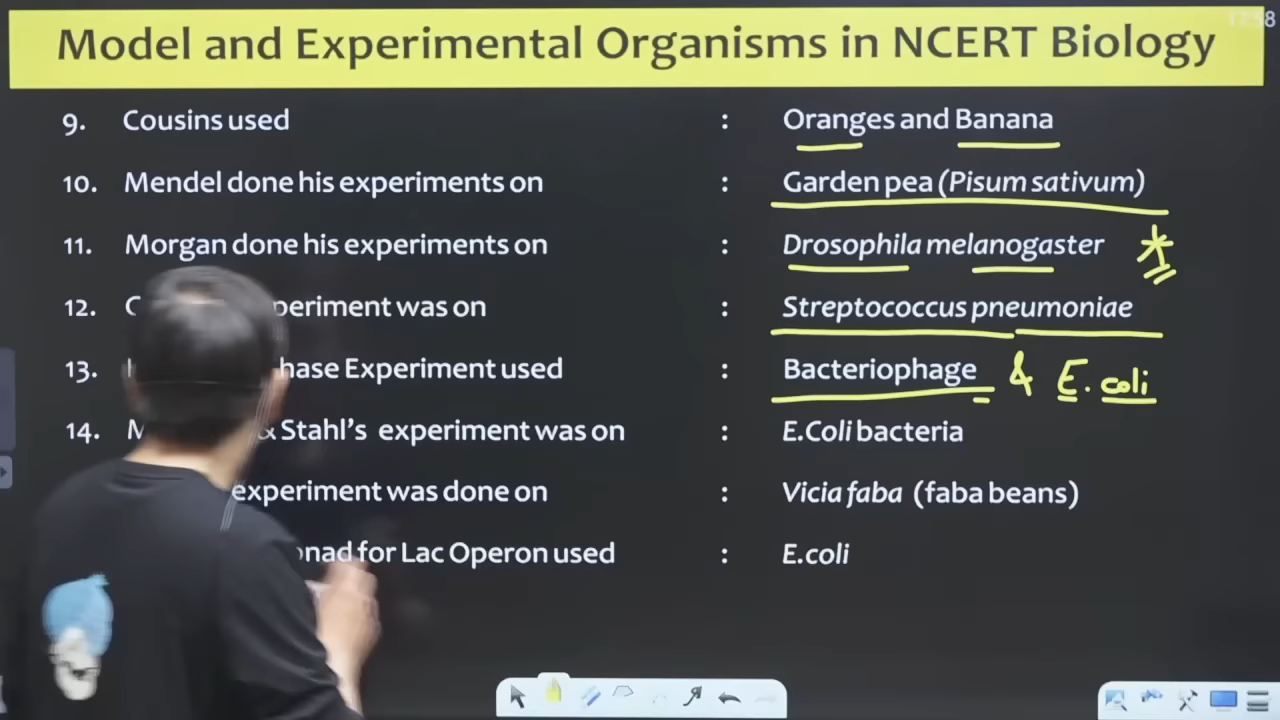 17:58
Model and Experimental Organisms in NCERT Biology
9. Cousins used : Oranges and Banana
10. Mendel done his experiments on : Garden pea (Pisum sativum)
11. Morgan done his experiments on : Drosophila melanogaster
12. periment was on : Streptococcus pneumoniae
13. hase Experiment used : Bacteriophage & E. coli
14. & Stahl's experiment was on : E.Coli bacteria
experiment was done on : Vicia faba (faba beans)
onad for Lac Operon used : E.coli